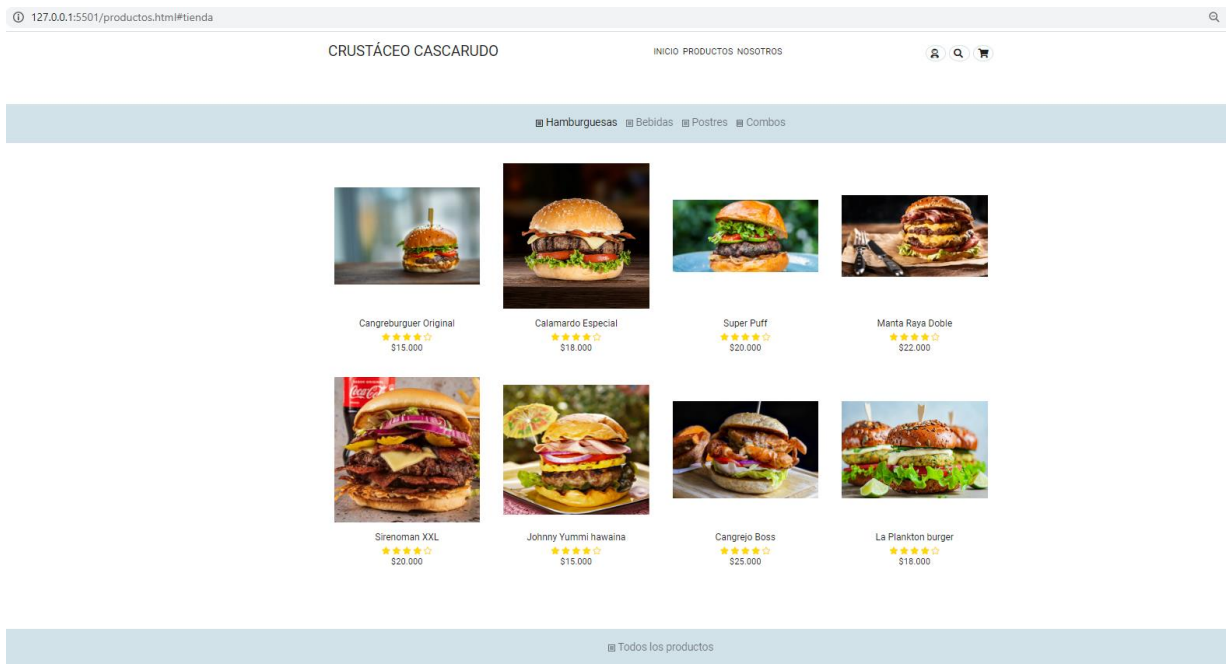 127.0.0.1:5501/productos.html#tienda
CRUSTÁCEO CASCARUDO
INICIO PRODUCTOS NOSOTROS
Hamburguesas Bebidas Postres Combos
Cangreburguer Original
$15.000
Calamardo Especial
$18.000
Super Puff
$20.000
Manta Raya Doble
$22.000
Coca-Cola
Sirenoman XXL
$20.000
Johnny Yummi hawaina
$15.000
Cangrejo Boss
$25.000
La Plankton burger
$18.000
Todos los productos